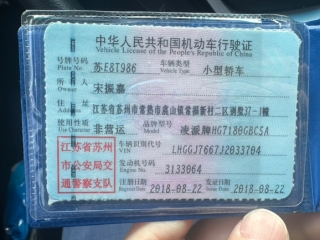 中华人民共和国机动车行驶证
Vehicle License of the People's Republic of China
号牌号码 苏E8T986 车辆类型 小型轿车
Plate No Vehicle Type
所有人 宋振嘉
Owner
住址 江苏省苏州市常熟市虞山镇常福新村二区
Address
使用性质 非营运 品牌型号 凌派牌HG7180GBC5A
Use Character
江苏省苏州 车辆识别代号 LHGGJ7667J2033704
VIN
市公安局交 发动机号码 3133064
Engine No
通警察支队 注册日期 2018-08-22 发证日期 2018-08-22
Register Date Issue Date